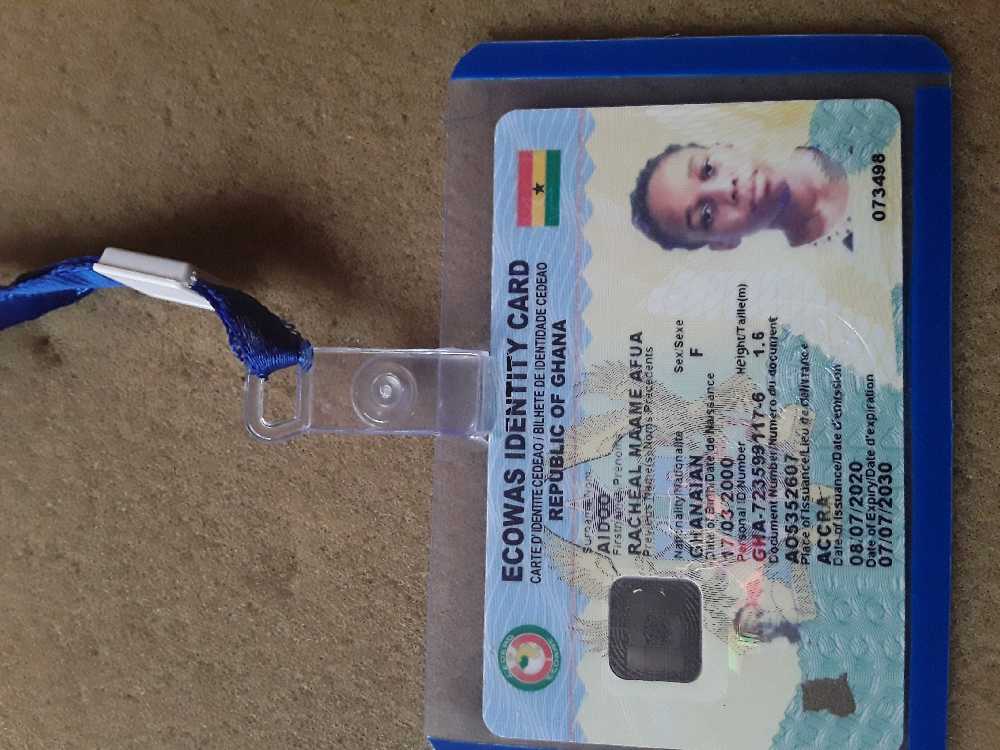 ECOWAS IDENTITY CARD
CARTE D'IDENTITE CEDEAO / BILHETE DE IDENTIDADE CEDEAO
REPUBLIC OF GHANA
Surname/Nom
AIDOO
Firstnames/Prénoms
RACHEAL MAAME AFUA
Previous Name(s)/Noms Précédents
Nationality/Nationalité
Sex/Sexe
GHANAIAN
F
Date of Birth/Date de Naissance
17/03/2000
Personal ID Number
Height/Taille(m)
GHA-723599117-6
1.6
Document Number/Numéro du document
AO5352607
Place of Issuance/Lieu de délivrance
ACCRA
Date of Issuance/Date d'émission
08/07/2020
Date of Expiry/Date d'expiration
07/07/2030
073498